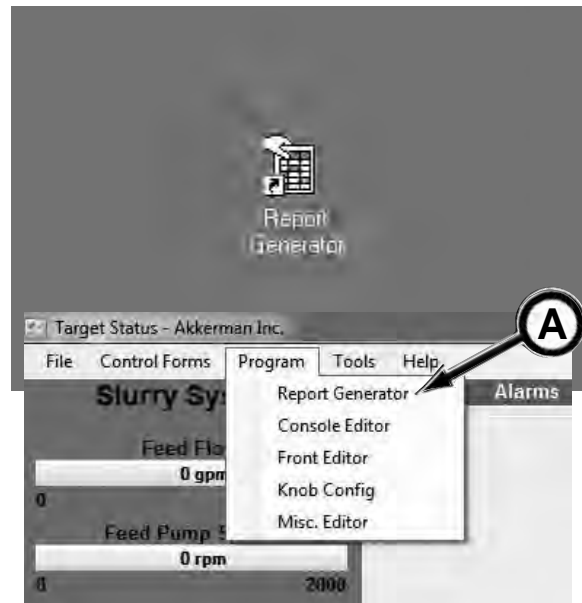 Report
Generator
Target Status - Akkerman Inc.
A
File Control Forms Program Tools Help
Slurry Sy
Alarms
Report Generator
Console Editor
Front Editor
Knob Config
Misc. Editor
Feed Flo
0 gpm
0
Feed Pump S
0 rpm
0 2000